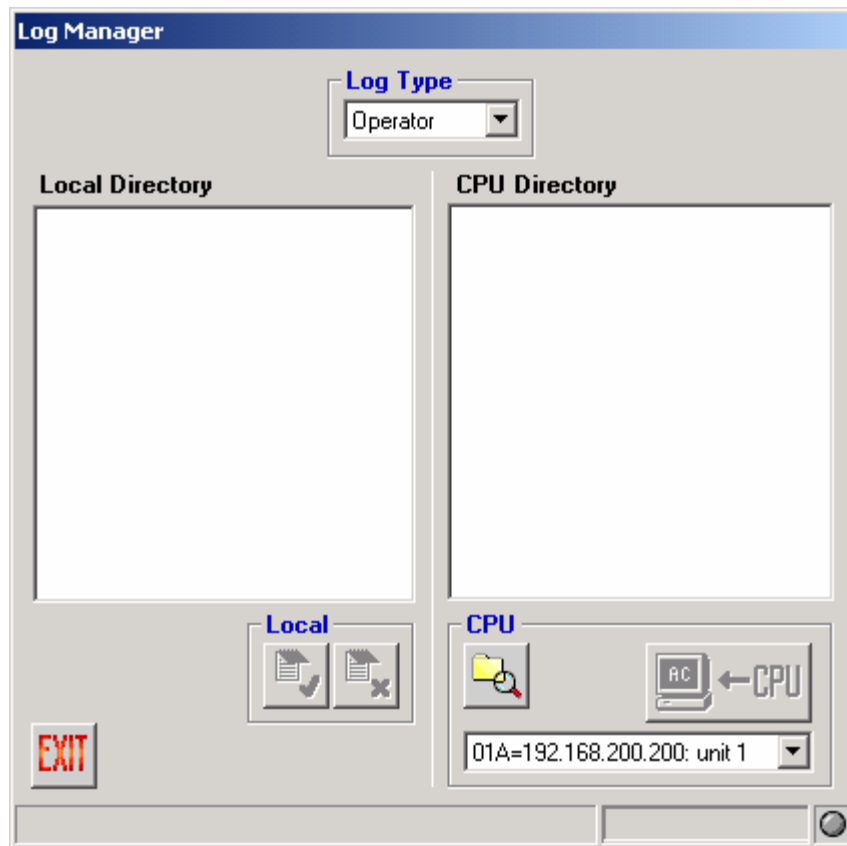 Log Manager
Log Type
Operator
Local Directory
CPU Directory
Local
CPU
AC ←CPU
EXIT
01A=192.168.200.200: unit 1